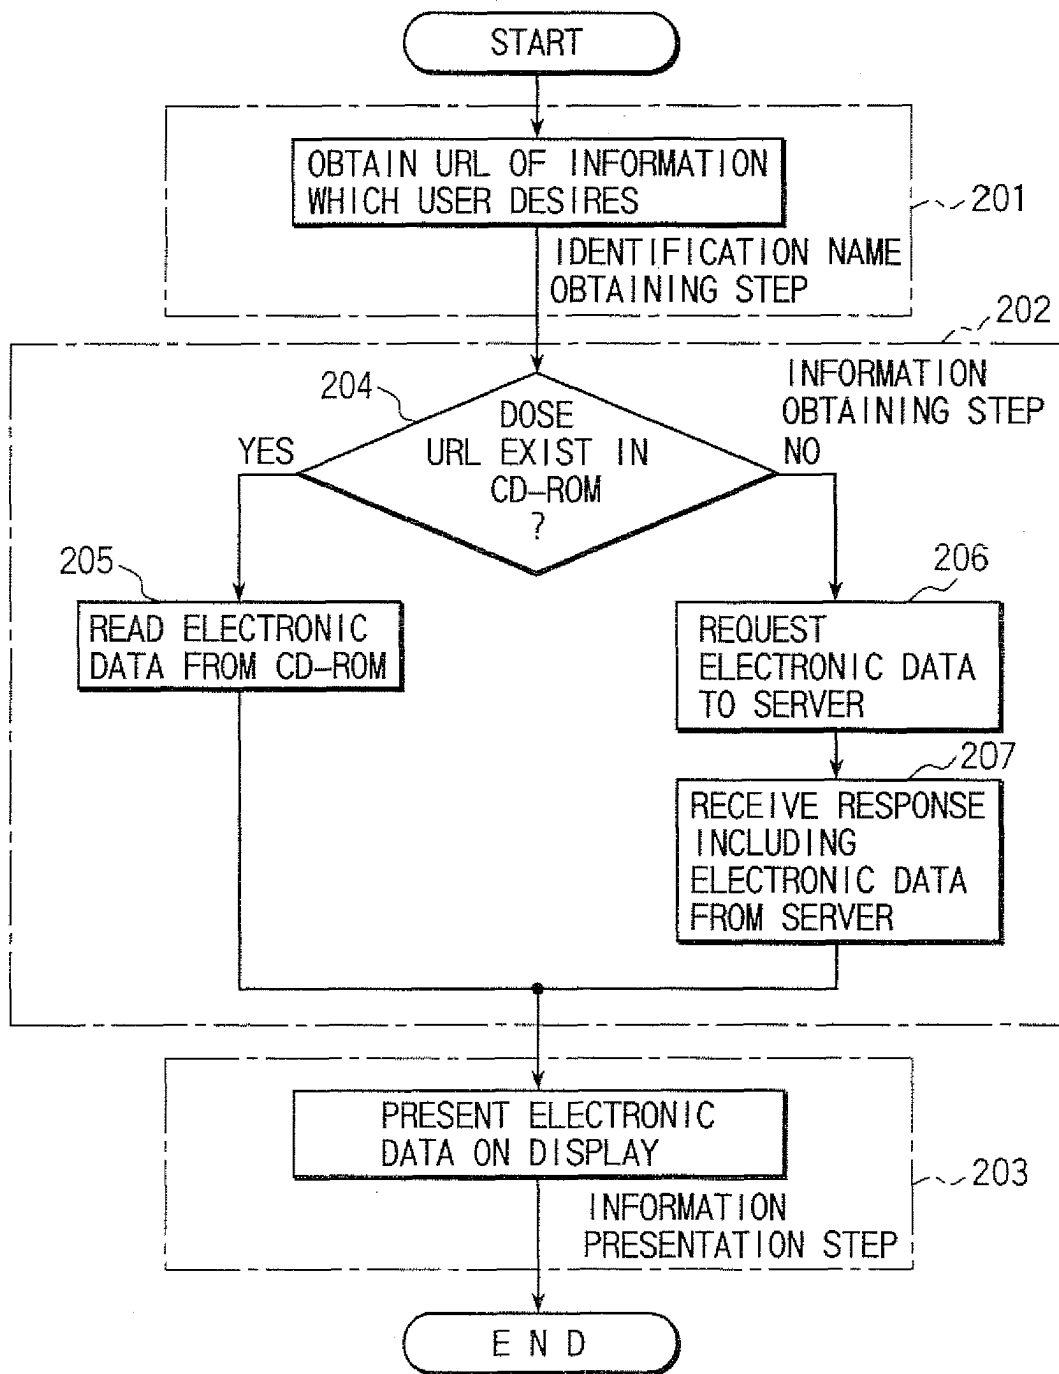 START
OBTAIN URL OF INFORMATION
WHICH USER DESIRES
201
IDENTIFICATION NAME
OBTAINING STEP
202
INFORMATION
OBTAINING STEP
204
DOSE
URL EXIST IN
CD-ROM
?
YES
NO
205
READ ELECTRONIC
DATA FROM CD-ROM
206
REQUEST
ELECTRONIC DATA
TO SERVER
207
RECEIVE RESPONSE
INCLUDING
ELECTRONIC DATA
FROM SERVER
PRESENT ELECTRONIC
DATA ON DISPLAY
203
INFORMATION
PRESENTATION STEP
END